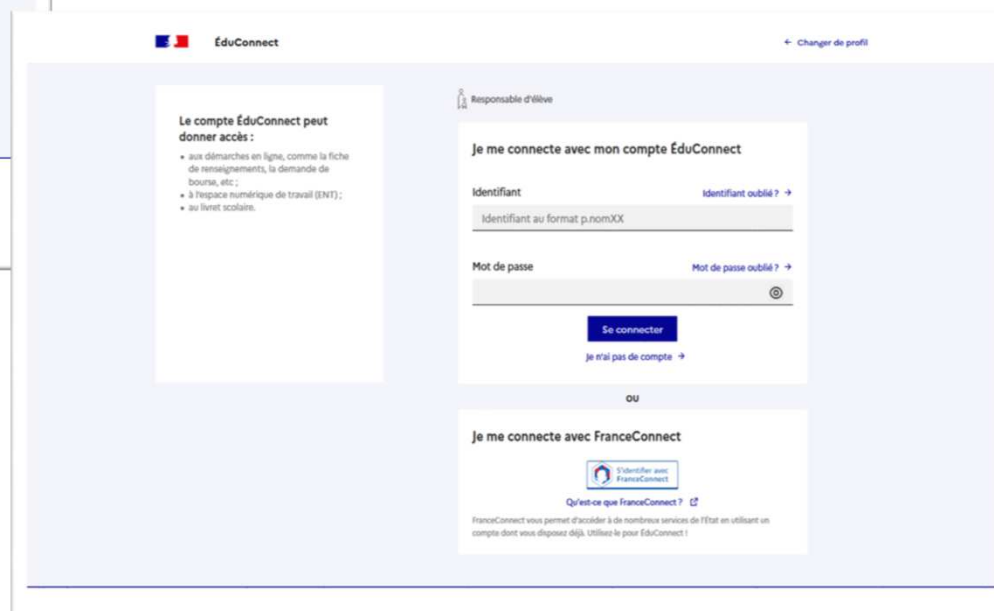 ÉduConnect
← Changer de profil
Le compte ÉduConnect peut
donner accès :
• aux démarches en ligne, comme la fiche
de renseignements, la demande de
bourse, etc ;
• à l'espace numérique de travail (ENT) ;
• au livret scolaire.
Responsable d'élève
Je me connecte avec mon compte ÉduConnect
Identifiant
Identifiant oublié ? →
Identifiant au format p.nomXX
Mot de passe
Mot de passe oublié ? →
Se connecter
Je n'ai pas de compte →
ou
Je me connecte avec FranceConnect
S'identifier avec
FranceConnect
Qu'est-ce que FranceConnect ?
FranceConnect vous permet d'accéder à de nombreux services de l'État en utilisant un
compte dont vous disposez déjà. Utilisez-le pour EduConnect !